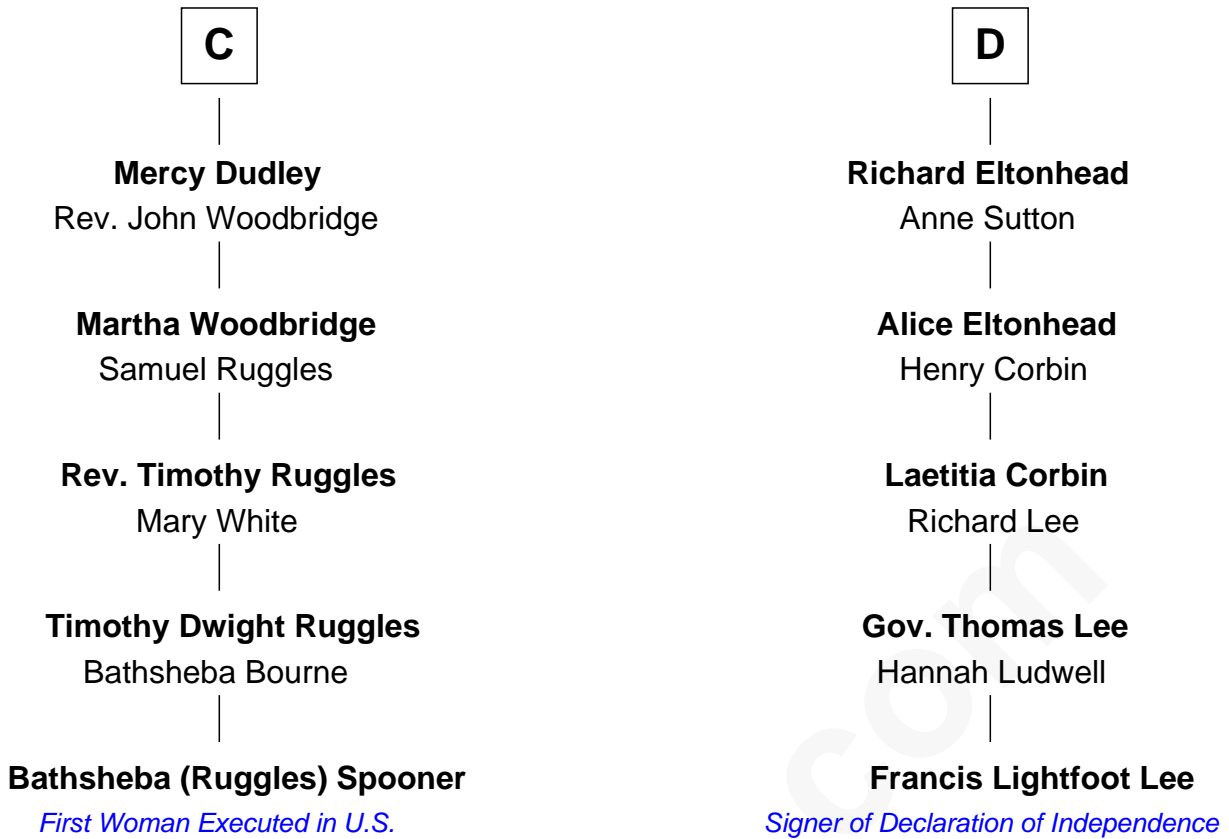 C
Mercy Dudley
Rev. John Woodbridge
Martha Woodbridge
Samuel Ruggles
Rev. Timothy Ruggles
Mary White
Timothy Dwight Ruggles
Bathsheba Bourne
Bathsheba (Ruggles) Spooner
First Woman Executed in U.S.
D
Richard Eltonhead
Anne Sutton
Alice Eltonhead
Henry Corbin
Laetitia Corbin
Richard Lee
Gov. Thomas Lee
Hannah Ludwell
Francis Lightfoot Lee
Signer of Declaration of Independence
com